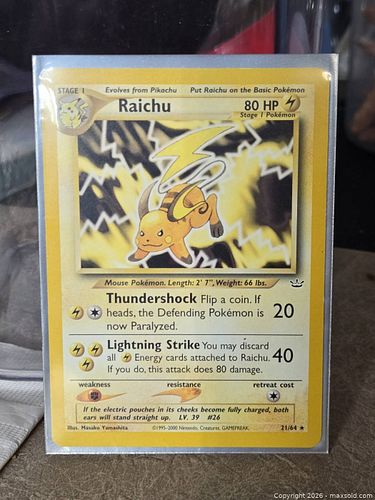 STAGE 1 Evolves from Pikachu Put Raichu on the Basic Pokémon
Raichu 80 HP
Stage 1 Pokémon
Mouse Pokémon. Length: 2' 7", Weight: 66 lbs.
Thundershock Flip a coin. If
heads, the Defending Pokémon is
now Paralyzed.
20
Lightning Strike You may discard
all Energy cards attached to Raichu.
If you do, this attack does 80 damage.
40
weakness resistance retreat cost
If the electric pouches in its cheeks become fully charged, both
ears will stand straight up. LV. 39 #26
Illus. Masako Yamashita ©1995-2000 Nintendo, Creatures, GAMEFREAK. 21/64 ★
Copyright 2026 - maxsold.com